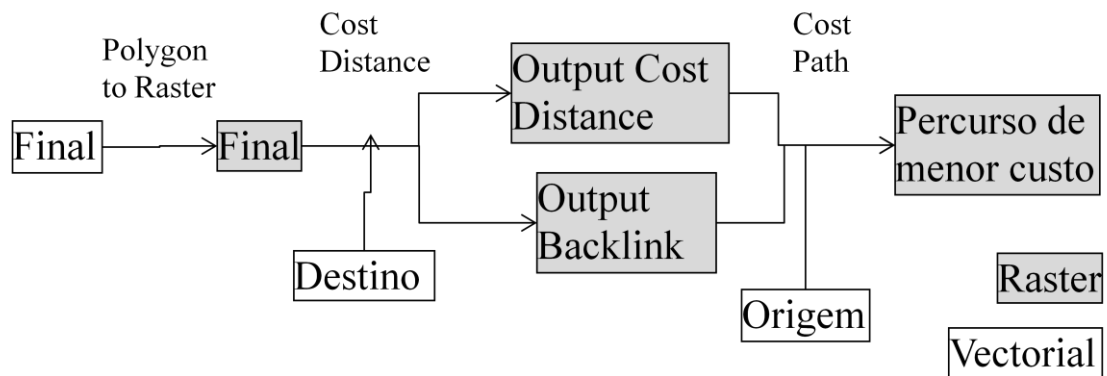 Polygon
to Raster
Cost
Distance
Cost
Path
Final
Final
Output Cost
Distance
Output
Backlink
Percurso de
menor custo
Destino
Origem
Raster
Vectorial